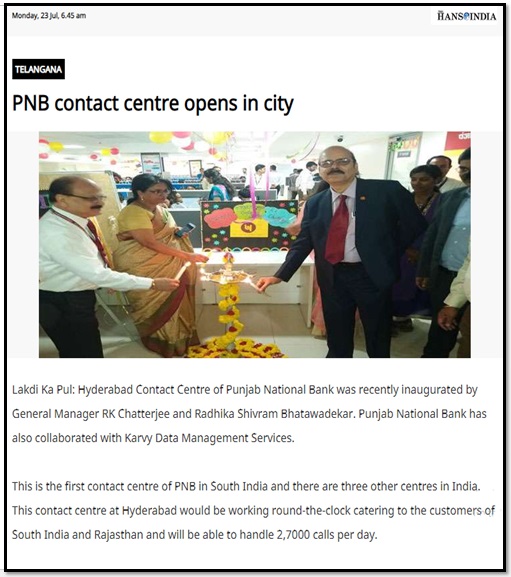 Monday, 23 Jul, 6.45 am
THE
HANS INDIA
TELANGANA
PNB contact centre opens in city
Lakdi Ka Pul: Hyderabad Contact Centre of Punjab National Bank was recently inaugurated by
General Manager RK Chatterjee and Radhika Shivram Bhatawadekar. Punjab National Bank has
also collaborated with Karvy Data Management Services.
This is the first contact centre of PNB in South India and there are three other centres in India.
This contact centre at Hyderabad would be working round-the-clock catering to the customers of
South India and Rajasthan and will be able to handle 2,7000 calls per day.